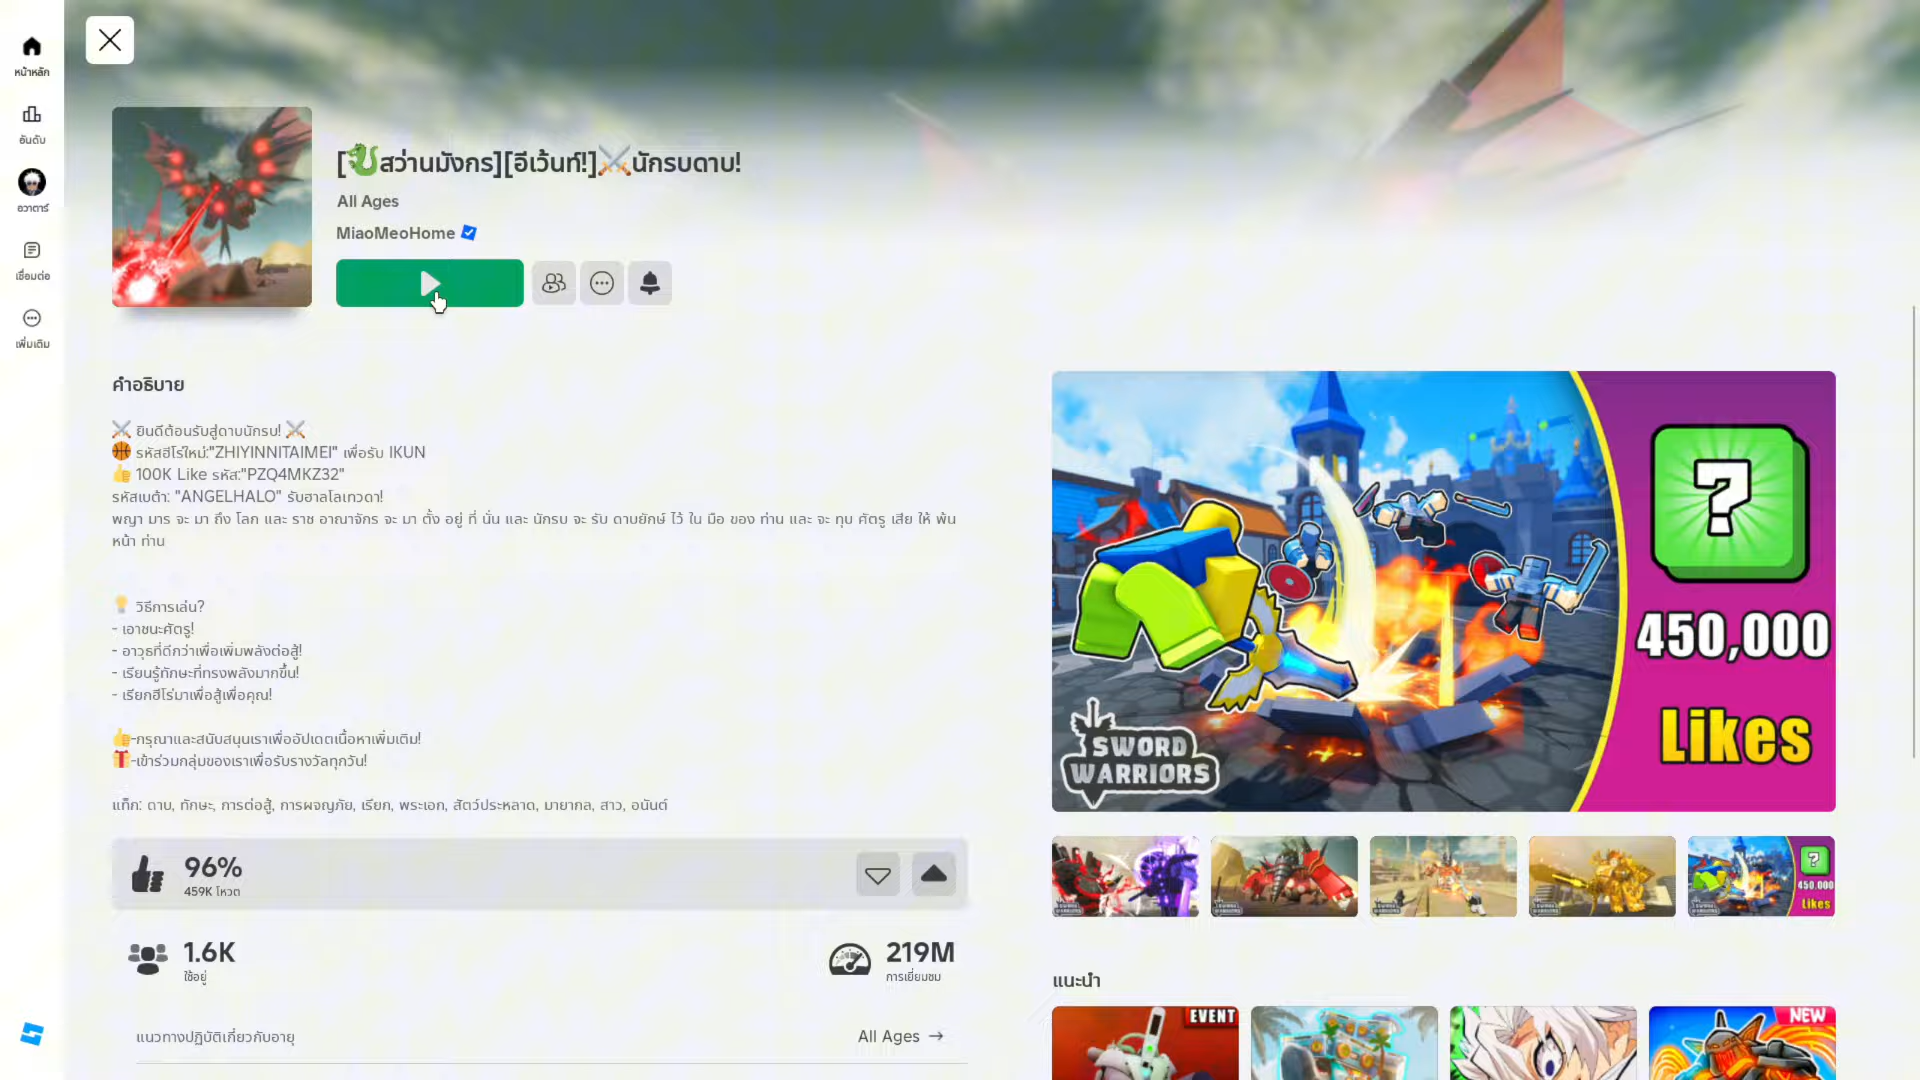 หน้าหลัก
อันดับ
อวาตาร์
เชื่อมต่อ
เพิ่มเติม
[🐉สว่านมังกร][อีเว้นท์!]⚔️นักรบดาบ!
All Ages
MiaoMeoHome
คำอธิบาย
⚔️ ยินดีต้อนรับสู่ดาบนักรบ! ⚔️
🏀 รหัสฮีโร่ใหม่:"ZHIYINNITAIMEI" เพื่อรับ IKUN
👍 100K Like รหัส:"PZQ4MKZ32"
รหัสเบต้า: "ANGELHALO" รับฮาลโลเทวดา!
พญา มาร จะ มา ถึง โลก และ ราช อาณาจักร จะ มา ตั้ง อยู่ ที่ นั่น และ นักรบ จะ รับ ดาบยักษ์ ไว้ ใน มือ ของ ท่าน และ จะ ทุบ ศัตรู เสีย ให้ พ้น
หน้า ท่าน
💡 วิธีการเล่น?
- เอาชนะศัตรู!
- อาวุธที่ดีกว่าเพื่อเพิ่มพลังต่อสู้!
- เรียนรู้ทักษะที่ทรงพลังมากขึ้น!
- เรียกฮีโร่มาเพื่อสู้เพื่อคุณ!
👍-กรุณาและสนับสนุนเราเพื่ออัปเดตเนื้อหาเพิ่มเติม!
🎁-เข้าร่วมกลุ่มของเราเพื่อรับรางวัลทุกวัน!
แท็ก: ดาบ, ทักษะ, การต่อสู้, การผจญภัย, เรียก, พระเอก, สัตว์ประหลาด, มายากล, สาว, อนันต์
96%
459K โหวต
1.6K
ใช้อยู่
219M
การเยี่ยมชม
แนวทางปฏิบัติเกี่ยวกับอายุ
All Ages →
?
450,000
Likes
SWORD
WARRIORS
?
450,000
Likes
แนะนำ
EVENT
NEW